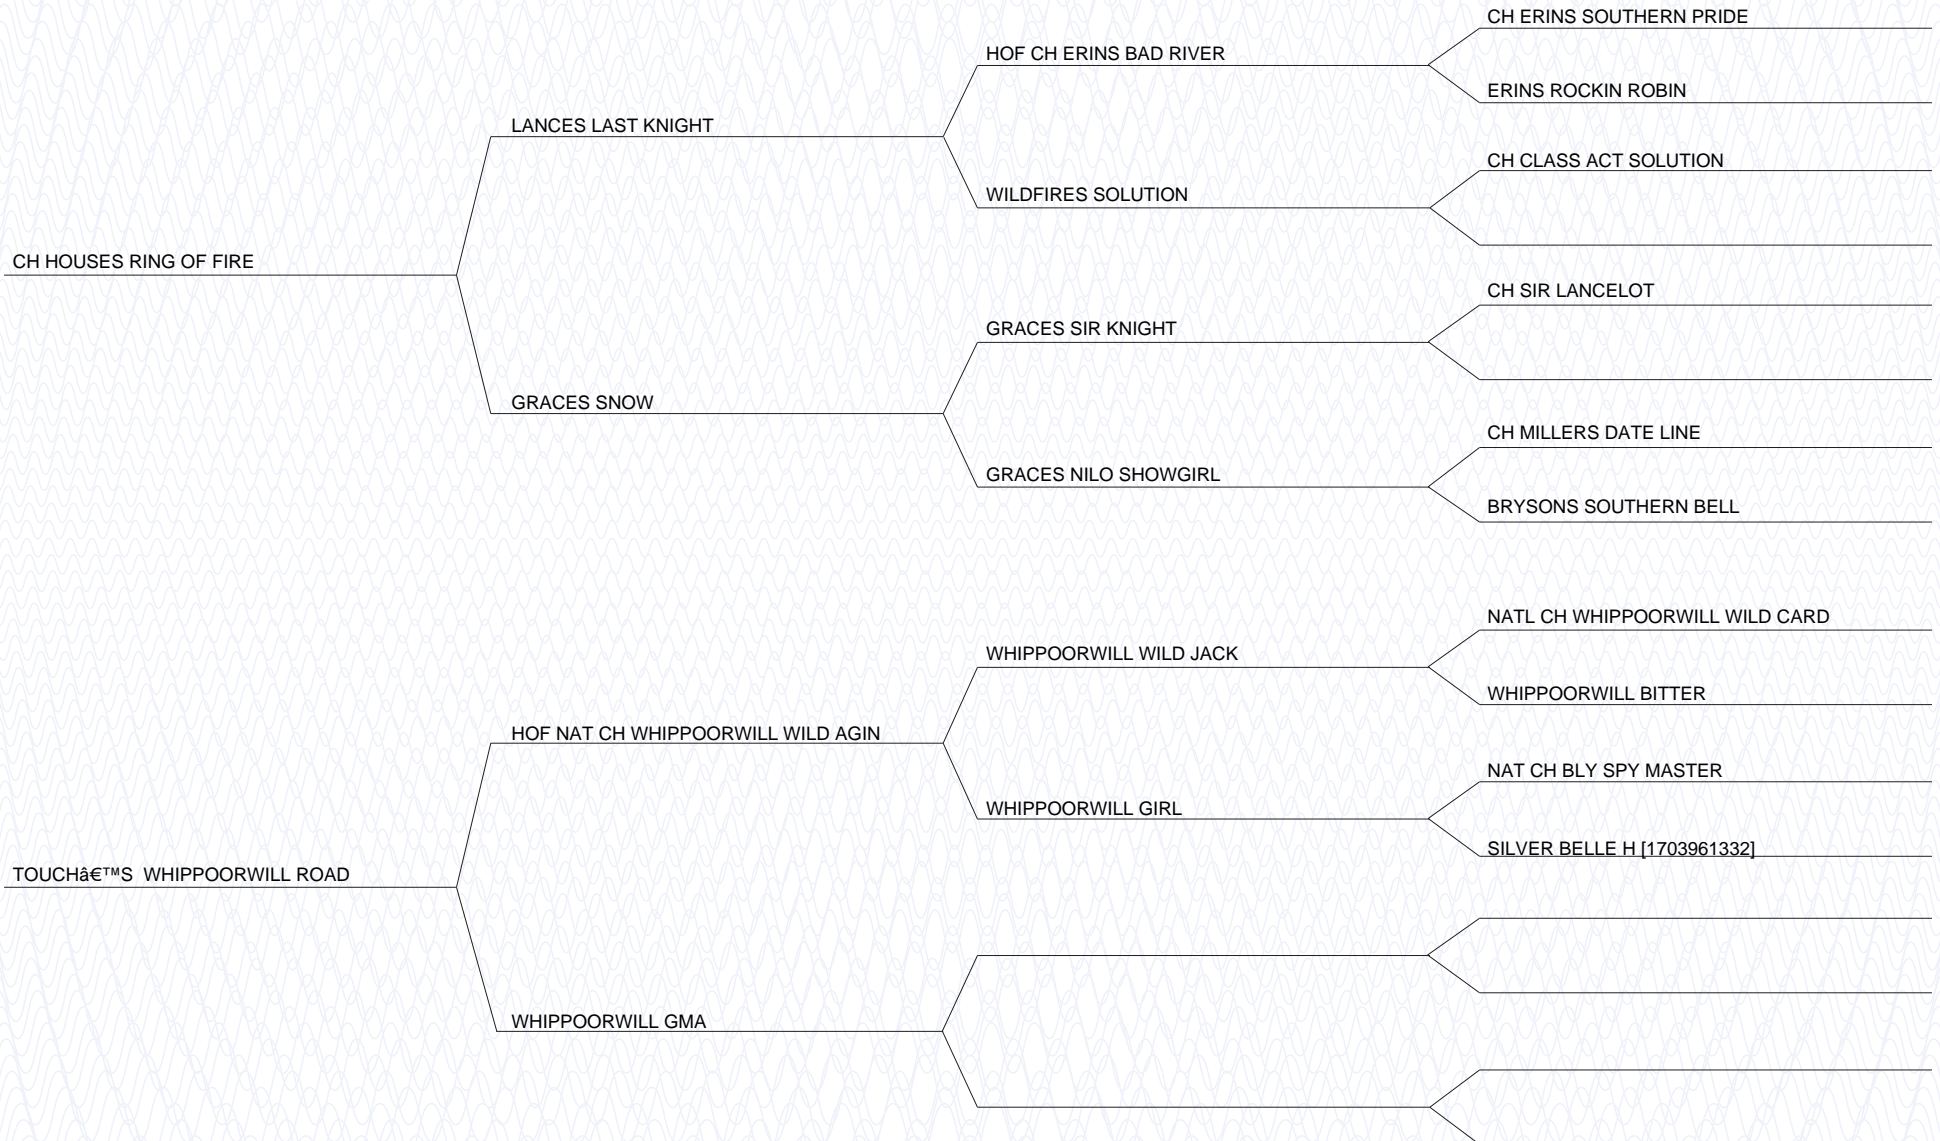 CH ERINS SOUTHERN PRIDE
HOF CH ERINS BAD RIVER
ERINS ROCKIN ROBIN
LANCES LAST KNIGHT
CH CLASS ACT SOLUTION
WILDFIRES SOLUTION
CH HOUSES RING OF FIRE
CH SIR LANCELOT
GRACES SIR KNIGHT
GRACES SNOW
CH MILLERS DATE LINE
GRACES NILO SHOWGIRL
BRYSONS SOUTHERN BELL
NATL CH WHIPPOORWILL WILD CARD
WHIPPOORWILL WILD JACK
WHIPPOORWILL BITTER
HOF NAT CH WHIPPOORWILL WILD AGIN
NAT CH BLY SPY MASTER
WHIPPOORWILL GIRL
SILVER BELLE H [1703961332]
TOUCHâ€™S  WHIPPOORWILL ROAD
WHIPPOORWILL GMA